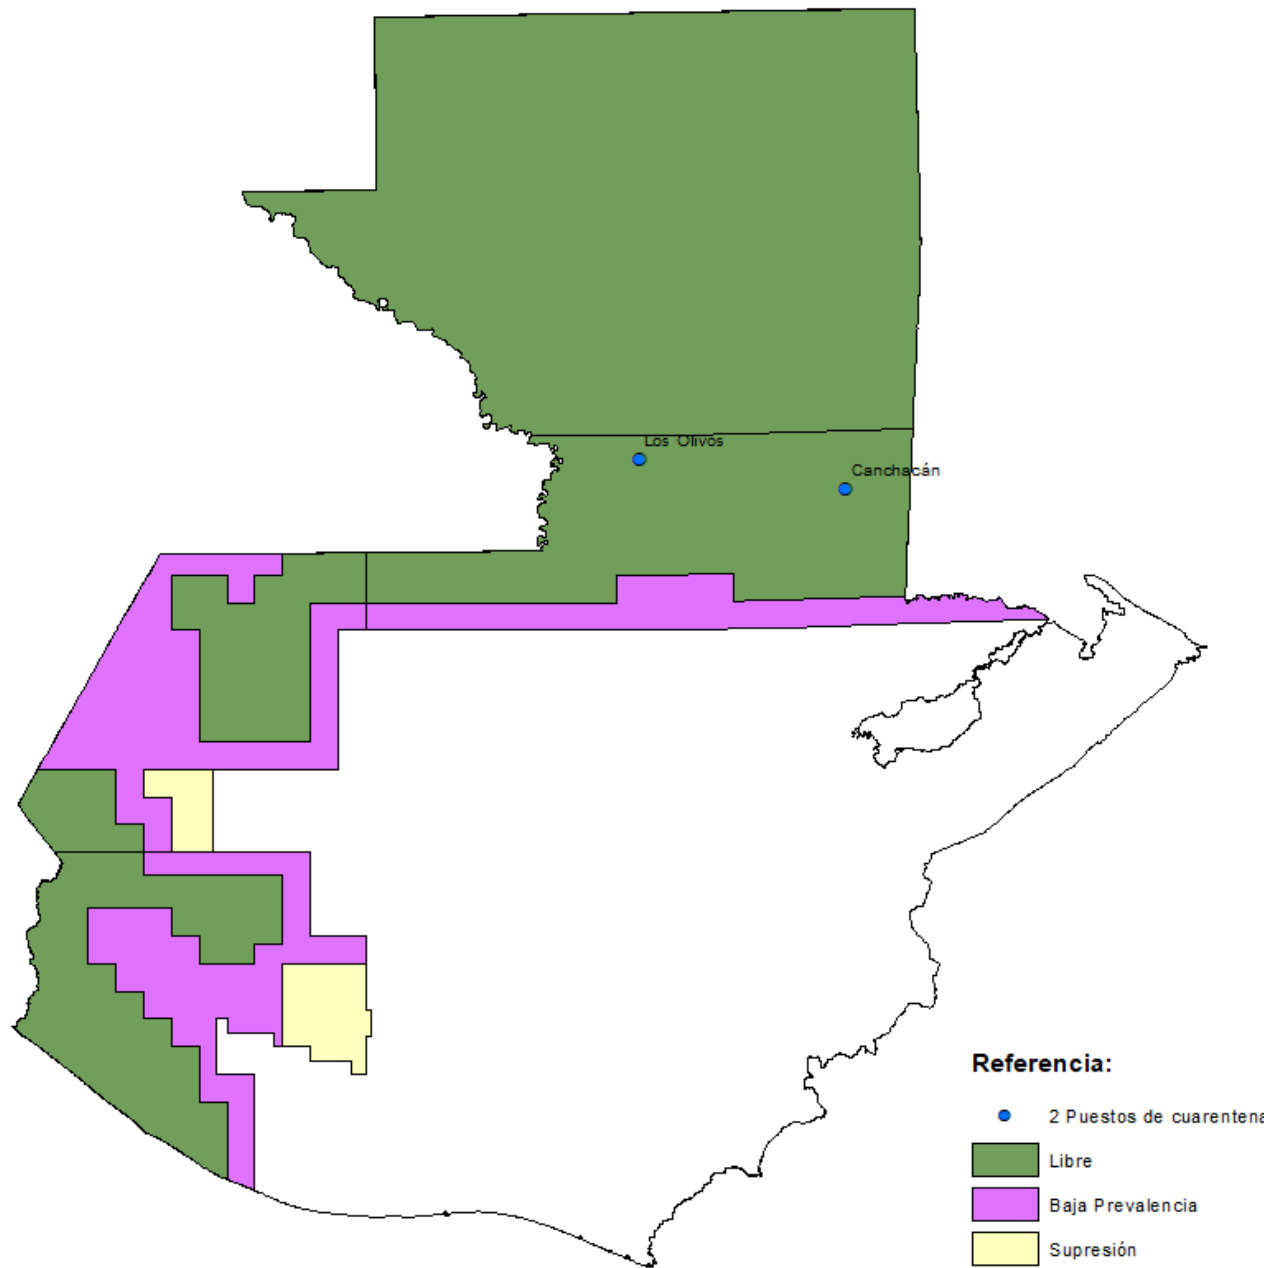 Los Olivos
Canchacán
Referencia:
2 Puestos de cuarentena
Libre
Baja Prevalencia
Supresión